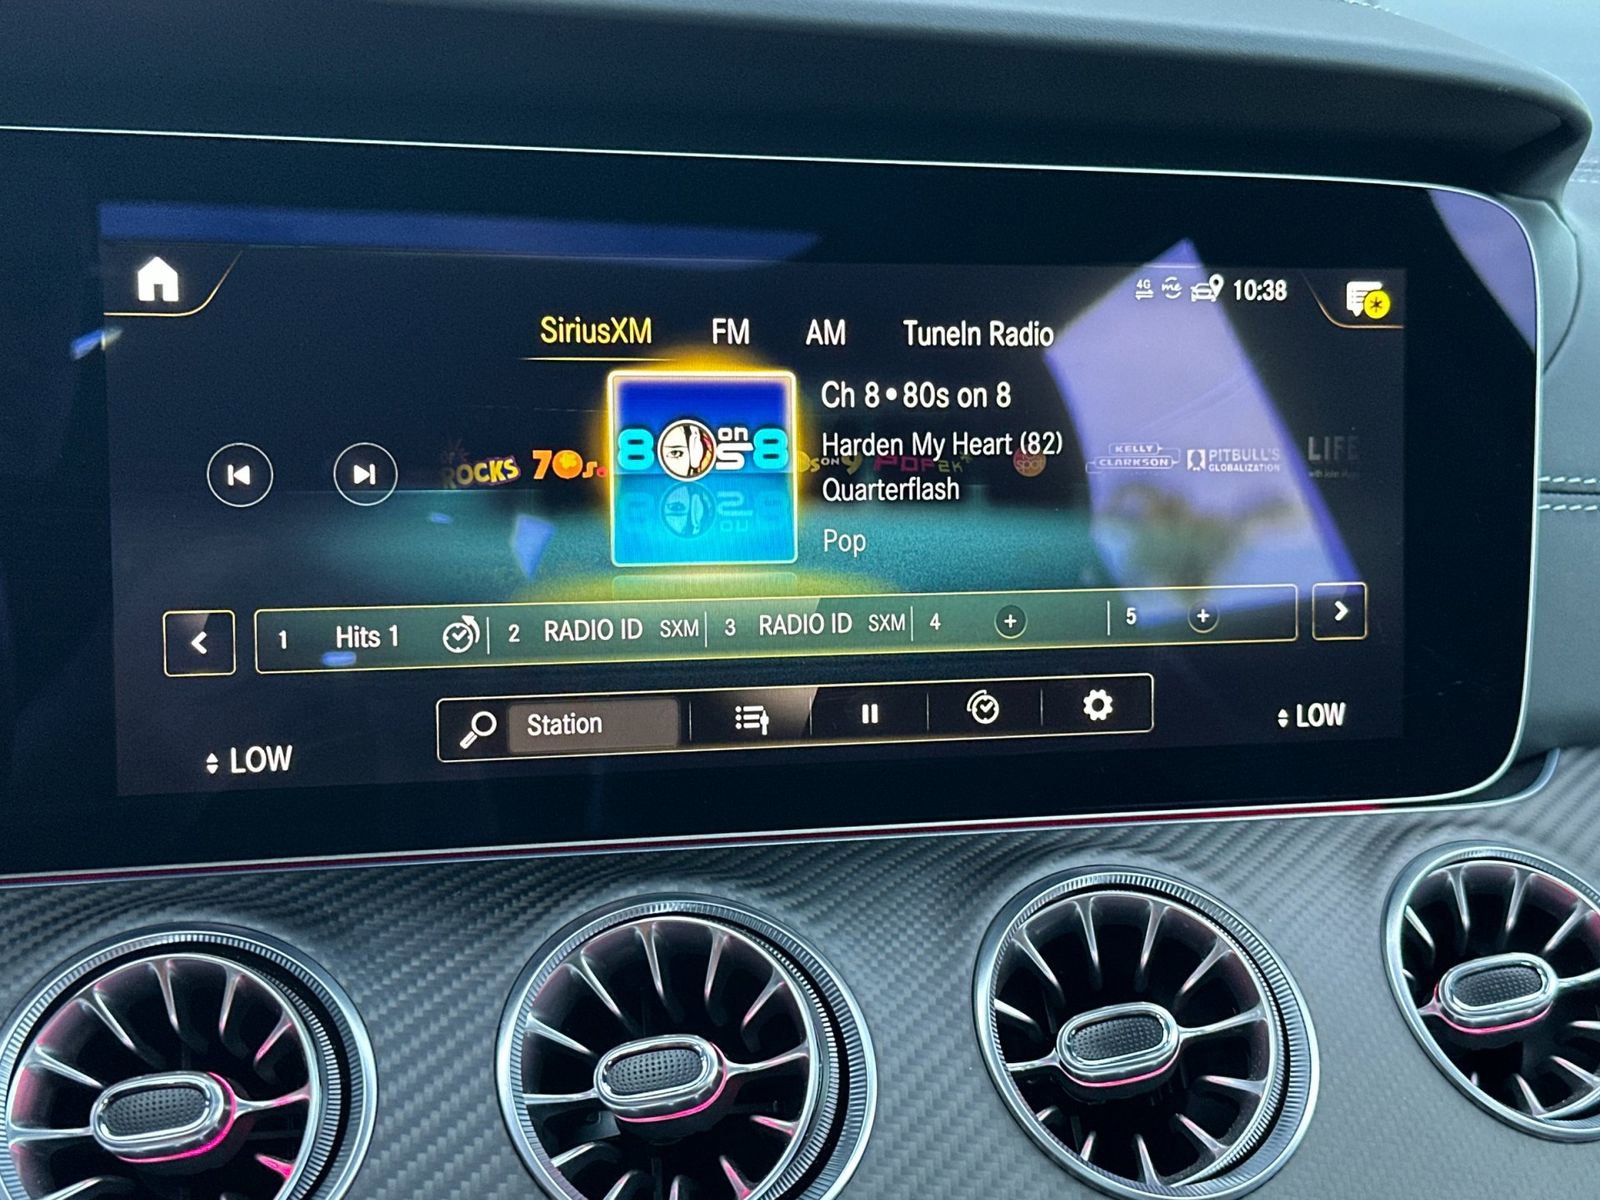 4G me 10:38
SiriusXM FM AM TuneIn Radio
Ch 8 • 80s on 8
Harden My Heart (82)
Quarterflash
Pop
ROCKS 70s
8 on S 8
KELLY CLARKSON
PITBULL'S GLOBALIZATION
LIFE
1 Hits 1 2 RADIO ID SXM 3 RADIO ID SXM 4 + 5 +
Station
LOW LOW